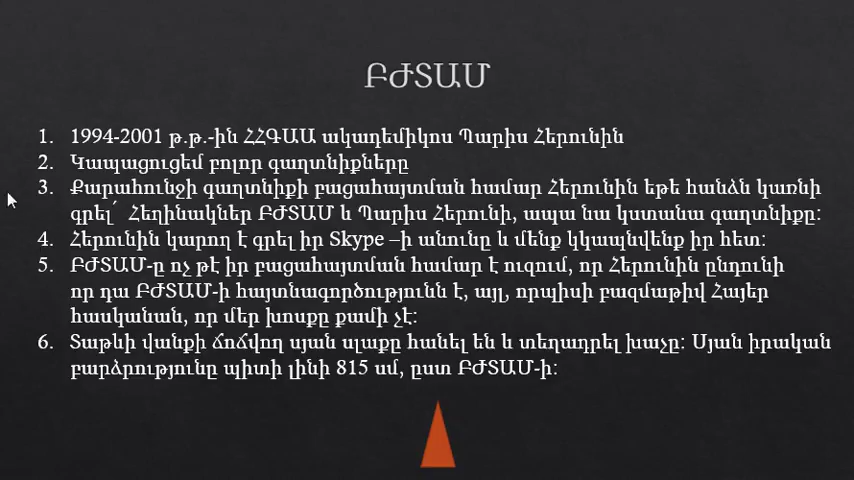 ԲԺՏԱՄ
1. 1994-2001 թ.թ.-ին ՀՀԳԱԱ ակադեմիկոս Պարիս Հերունին
2. Կապացուցեմ բոլոր գաղտնիքները
3. Քարահունջի գաղտնիքի բացահայտման համար Հերունին եթե հանձն կառնի
գրել՛ Հեղինակներ ԲԺՏԱՄ և Պարիս Հերունի, ապա նա կստանա գաղտնիքը:
4. Հերունին կարող է գրել իր Skype –ի անունը և մենք կկապնվենք իր հետ:
5. ԲԺՏԱՄ-ը ոչ թէ իր բացահայտման համար է ուզում, որ Հերունին ընդունի
որ դա ԲԺՏԱՄ-ի հայտնագործությունն է, այլ, որպիսի բազմաթիվ Հայեր
հասկանան, որ մեր խոսքը քամի չէ:
6. Տաթևի վանքի ճոճվող սյան սլաքը հանել են և տեղադրել խաչը: Սյան իրական
բարձրությունը պիտի լինի 815 սմ, ըստ ԲԺՏԱՄ-ի: